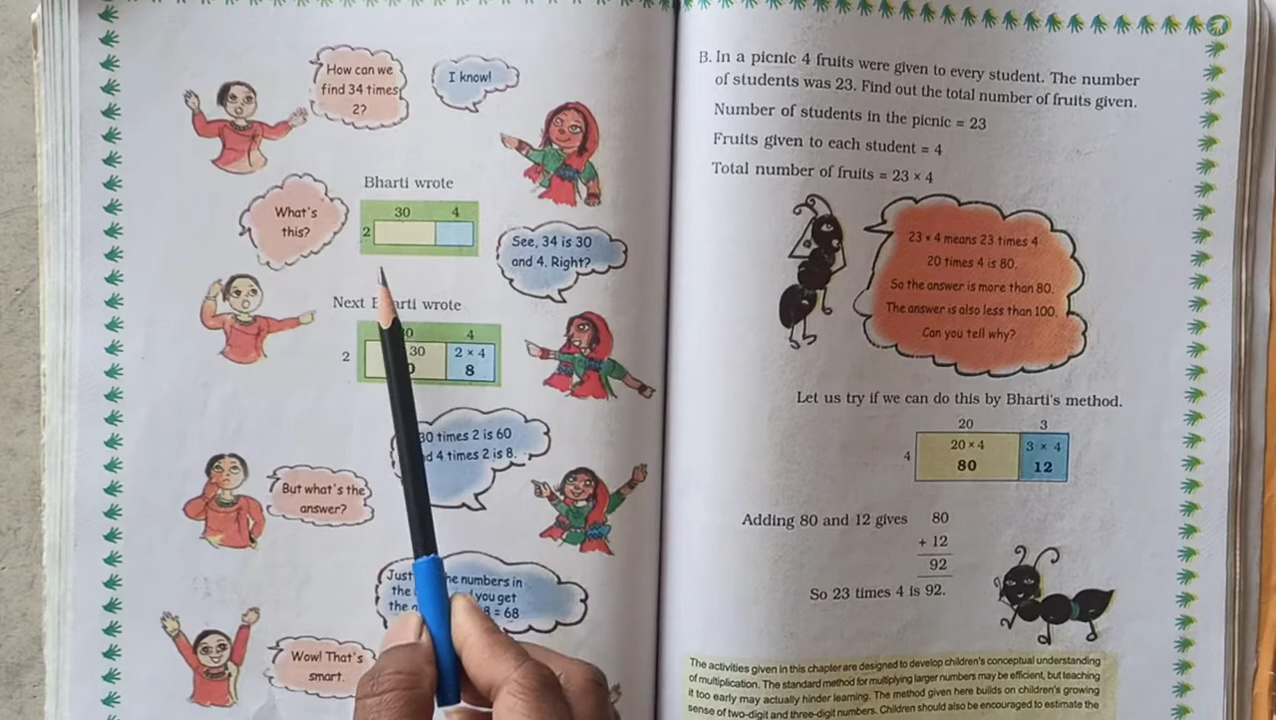 How can we
find 34 times
2?
I know!
Bharti wrote
What's
this?
30 4
2
See, 34 is 30
and 4. Right?
Next wrote
4
2 30 2 × 4
8
30 times 2 is 60
4 times 2 is 8.
But what's the
answer?
Just numbers in
the you get
the 8 = 68
Wow! That's
smart.
B. In a picnic 4 fruits were given to every student. The number
of students was 23. Find out the total number of fruits given.
Number of students in the picnic = 23
Fruits given to each student = 4
Total number of fruits = 23 × 4
23 × 4 means 23 times 4
20 times 4 is 80.
So the answer is more than 80.
The answer is also less than 100.
Can you tell why?
Let us try if we can do this by Bharti's method.
20 3
4 20 × 4 3 × 4
80 12
Adding 80 and 12 gives 80
+ 12
92
So 23 times 4 is 92.
The activities given in this chapter are designed to develop children's conceptual understanding
of multiplication. The standard method for multiplying larger numbers may be efficient, but teaching
it too early may actually hinder learning. The method given here builds on children's growing
sense of two-digit and three-digit numbers. Children should also be encouraged to estimate the